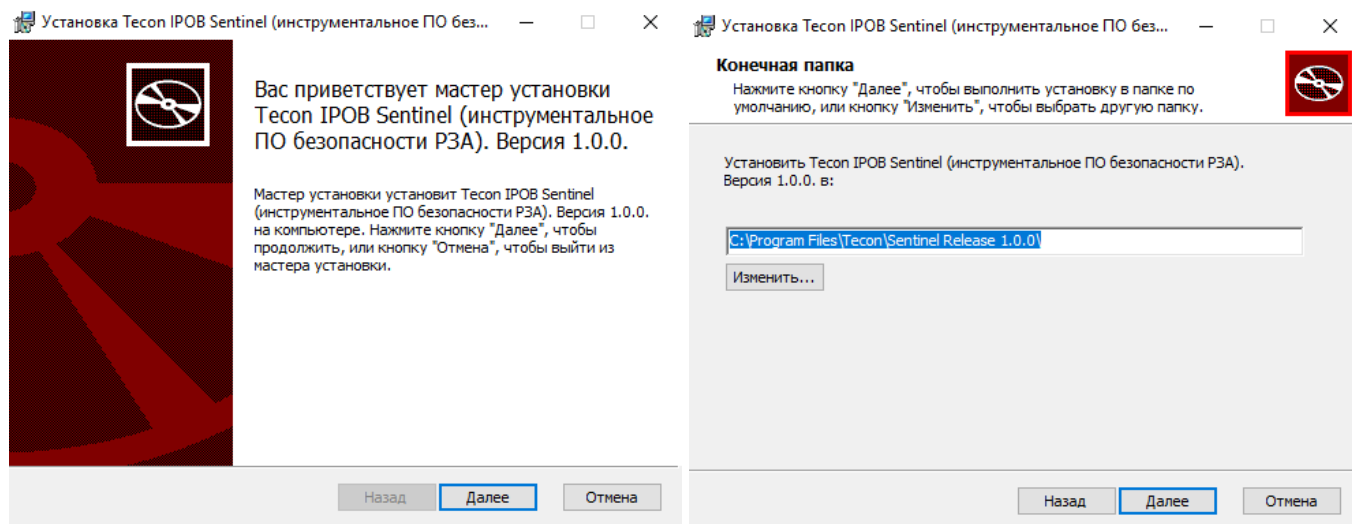 Установка Tecon IPOB Sentinel (инструментальное ПО без...
Вас приветствует мастер установки
Tecon IPOB Sentinel (инструментальное
ПО безопасности РЗА). Версия 1.0.0.
Мастер установки установит Tecon IPOB Sentinel
(инструментальное ПО безопасности РЗА). Версия 1.0.0.
на компьютере. Нажмите кнопку "Далее", чтобы
продолжить, или кнопку "Отмена", чтобы выйти из
мастера установки.
Назад Далее Отмена
Установка Tecon IPOB Sentinel (инструментальное ПО без...
Конечная папка
Нажмите кнопку "Далее", чтобы выполнить установку в папке по
умолчанию, или кнопку "Изменить", чтобы выбрать другую папку.
Установить Tecon IPOB Sentinel (инструментальное ПО безопасности РЗА).
Версия 1.0.0. в:
C:\Program Files\Tecon\Sentinel Release 1.0.0\
Изменить...
Назад Далее Отмена